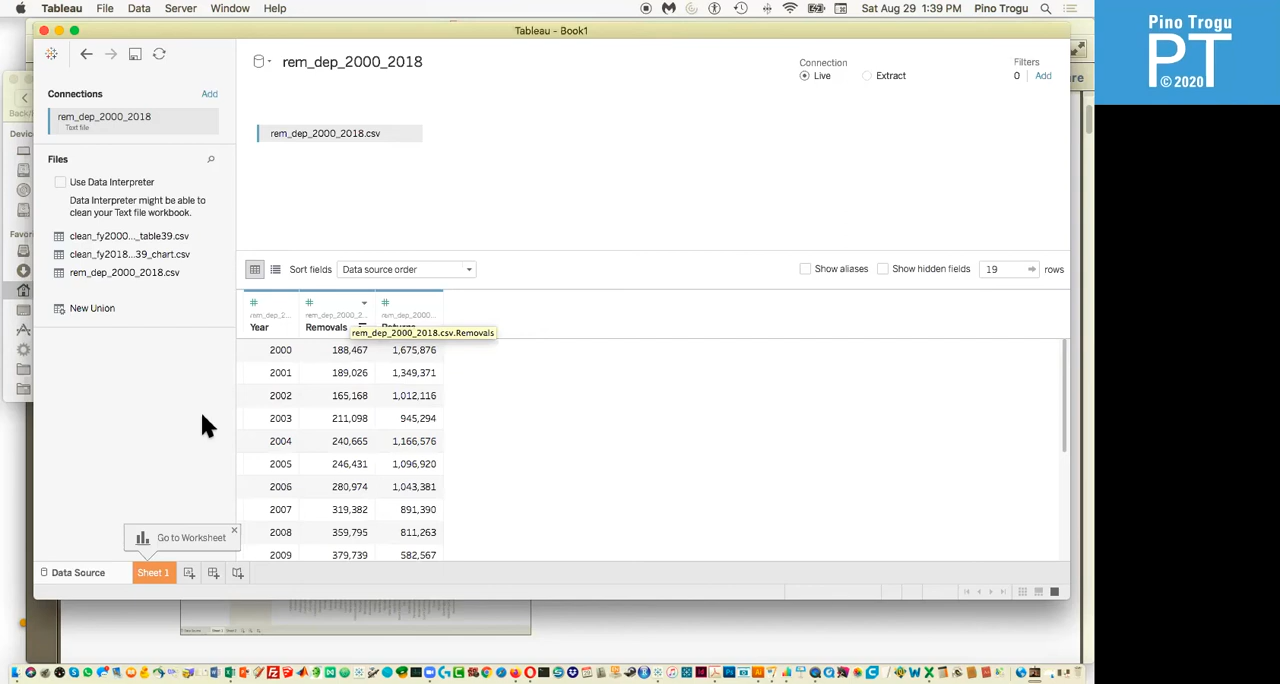 Tableau File Data Server Window Help
Sat Aug 29 1:39 PM Pino Trogu
Tableau - Book1
Pino Trogu
PT
© 2020
rem_dep_2000_2018
Connection
Live Extract
Filters
0 Add
Connections Add
rem_dep_2000_2018
Text file
rem_dep_2000_2018.csv
Files
Use Data Interpreter
Data Interpreter might be able to
clean your Text file workbook.
clean_fy2000..._table39.csv
clean_fy2018...39_chart.csv
rem_dep_2000_2018.csv
New Union
Sort fields Data source order Show aliases Show hidden fields 19 rows
rem_dep_2... rem_dep_2000_2... rem_dep_2000...
Year Removals Returns
rem_dep_2000_2018.csv.Removals
2000 188,467 1,675,876
2001 189,026 1,349,371
2002 165,168 1,012,116
2003 211,098 945,294
2004 240,665 1,166,576
2005 246,431 1,096,920
2006 280,974 1,043,381
2007 319,382 891,390
2008 359,795 811,263
2009 379,739 582,567
Go to Worksheet
Data Source Sheet 1
Back/
Devic
Favor